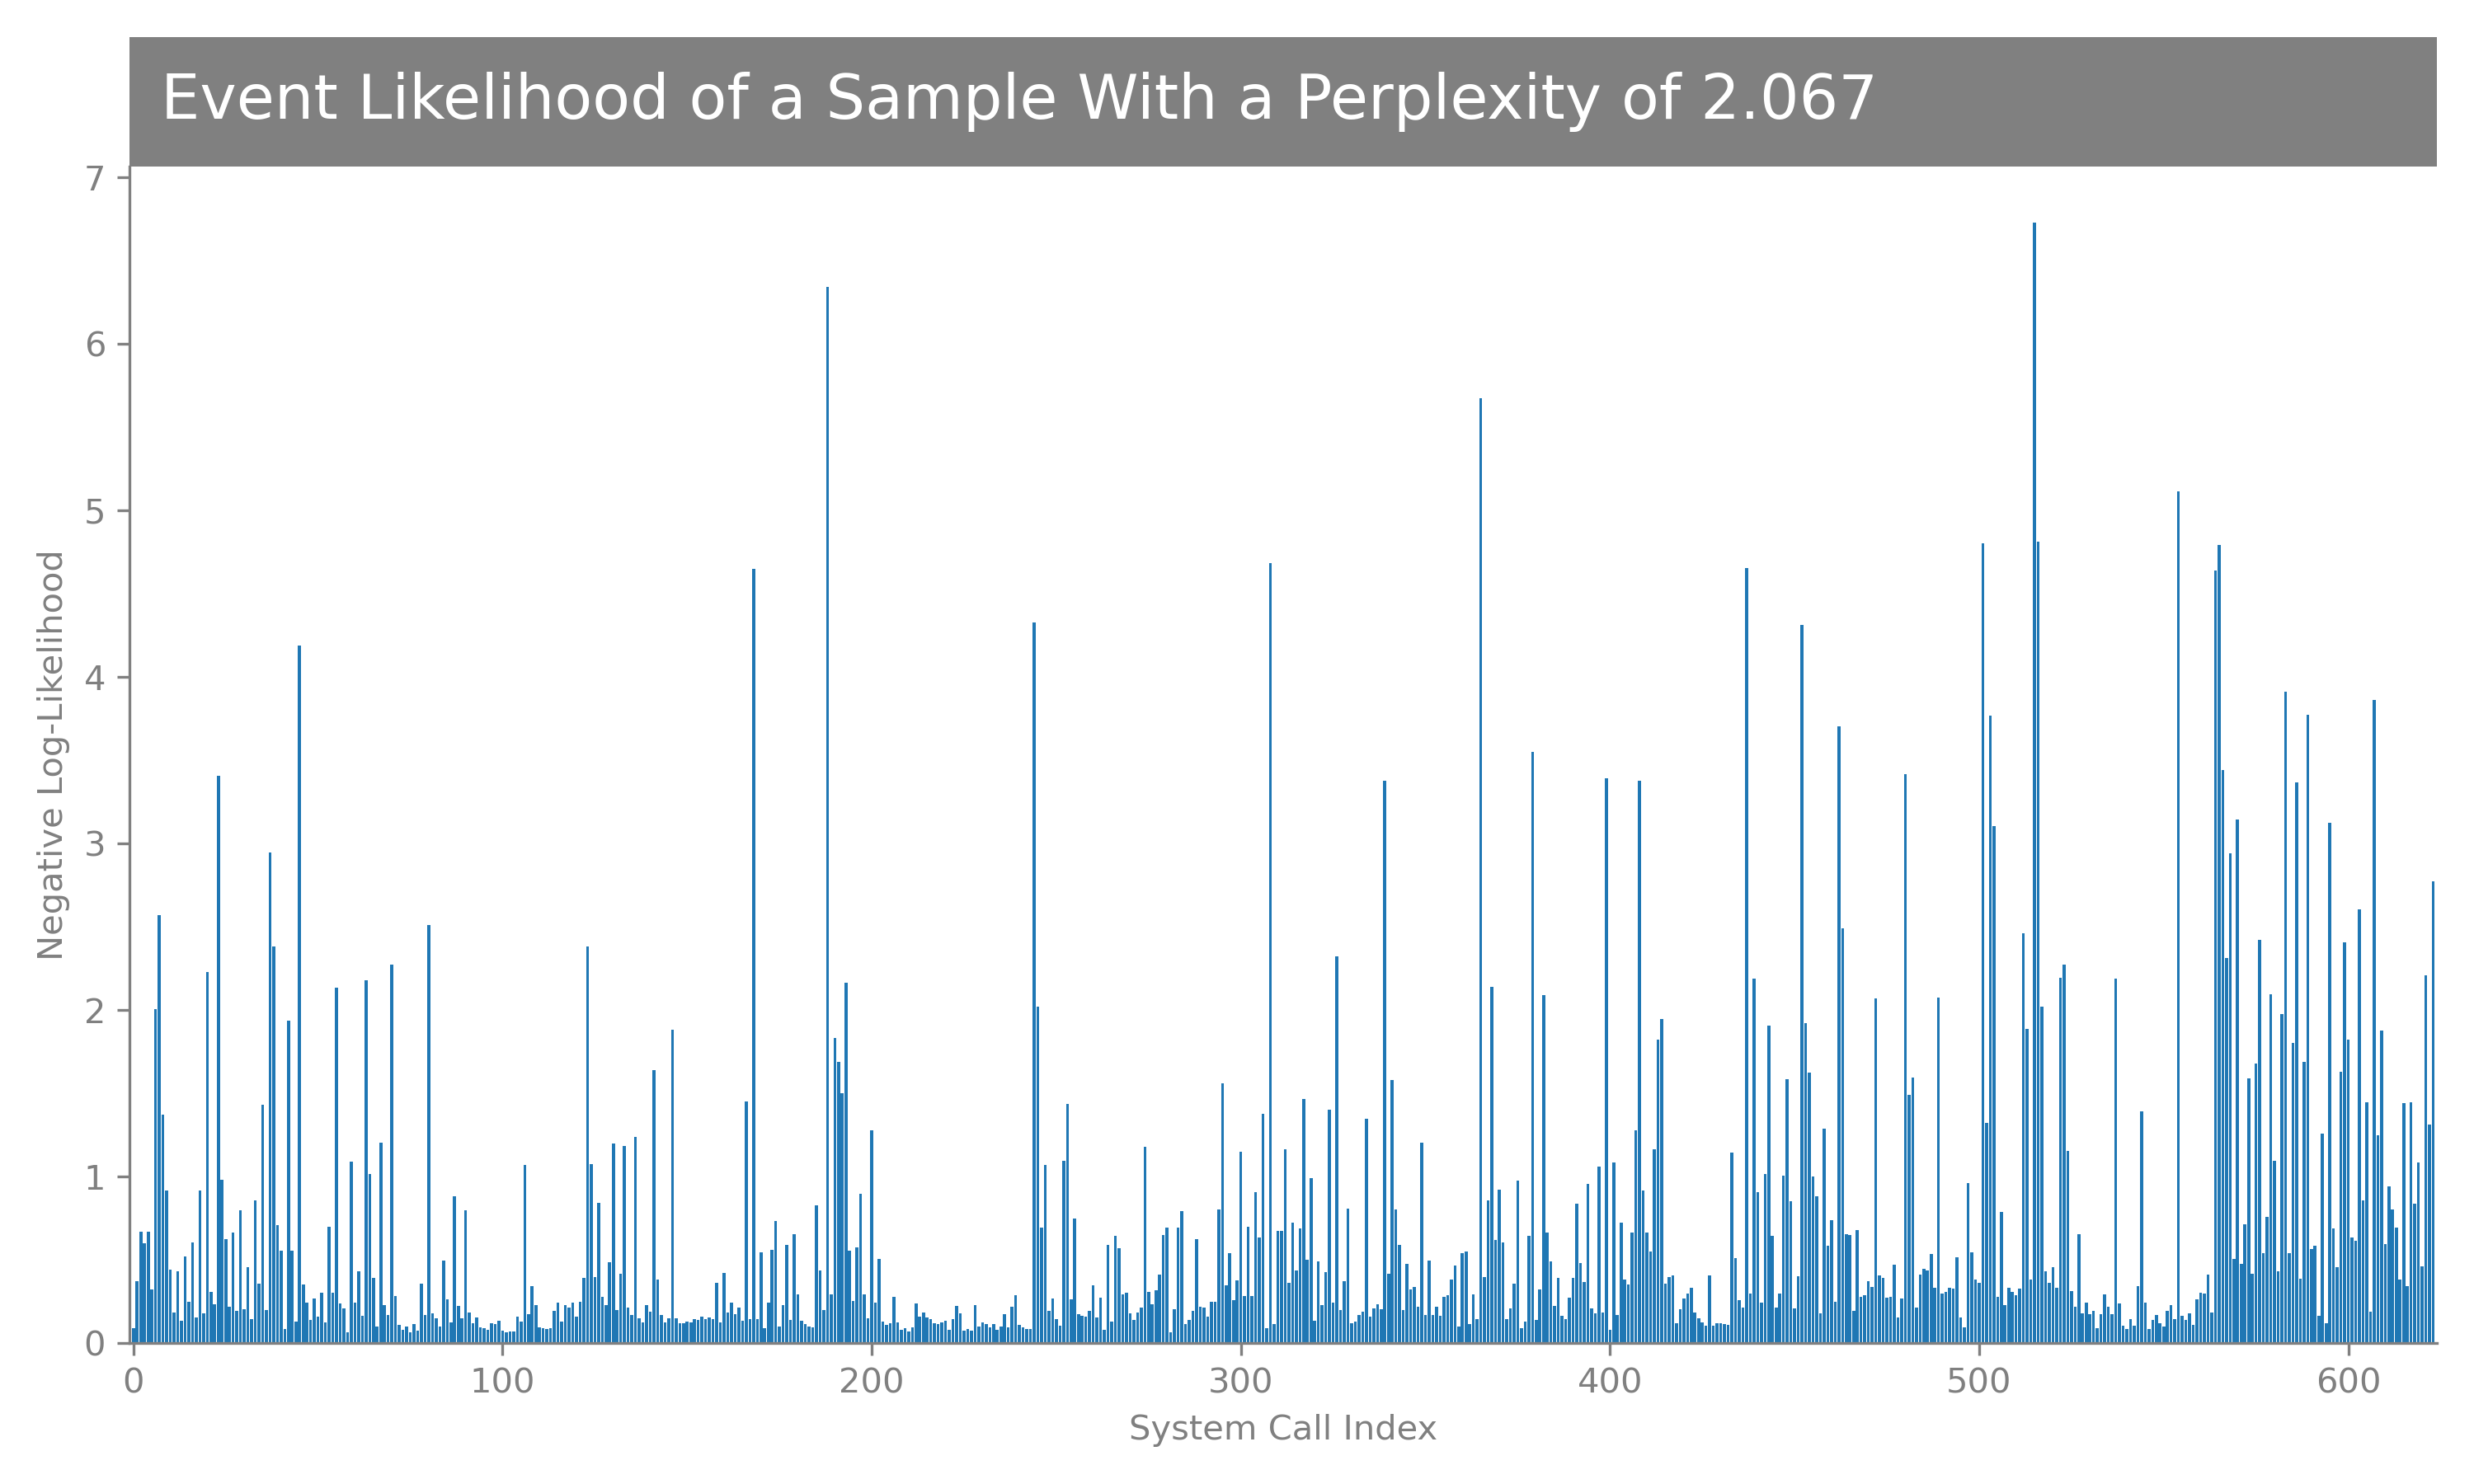 Event Likelihood of a Sample With a Perplexity of 2.067
7
6
5
4
3
2
1
0
Negative Log-Likelihood
0 100 200 300 400 500 600
System Call Index